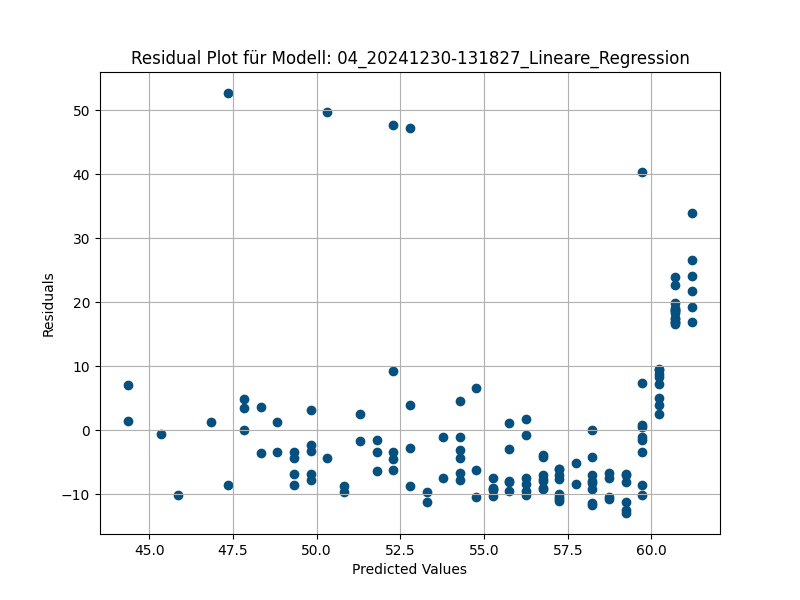 Residual Plot für Modell: 04_20241230-131827_Lineare_Regression
50
40
30
20
10
0
−10
Residuals
45.0 47.5 50.0 52.5 55.0 57.5 60.0
Predicted Values